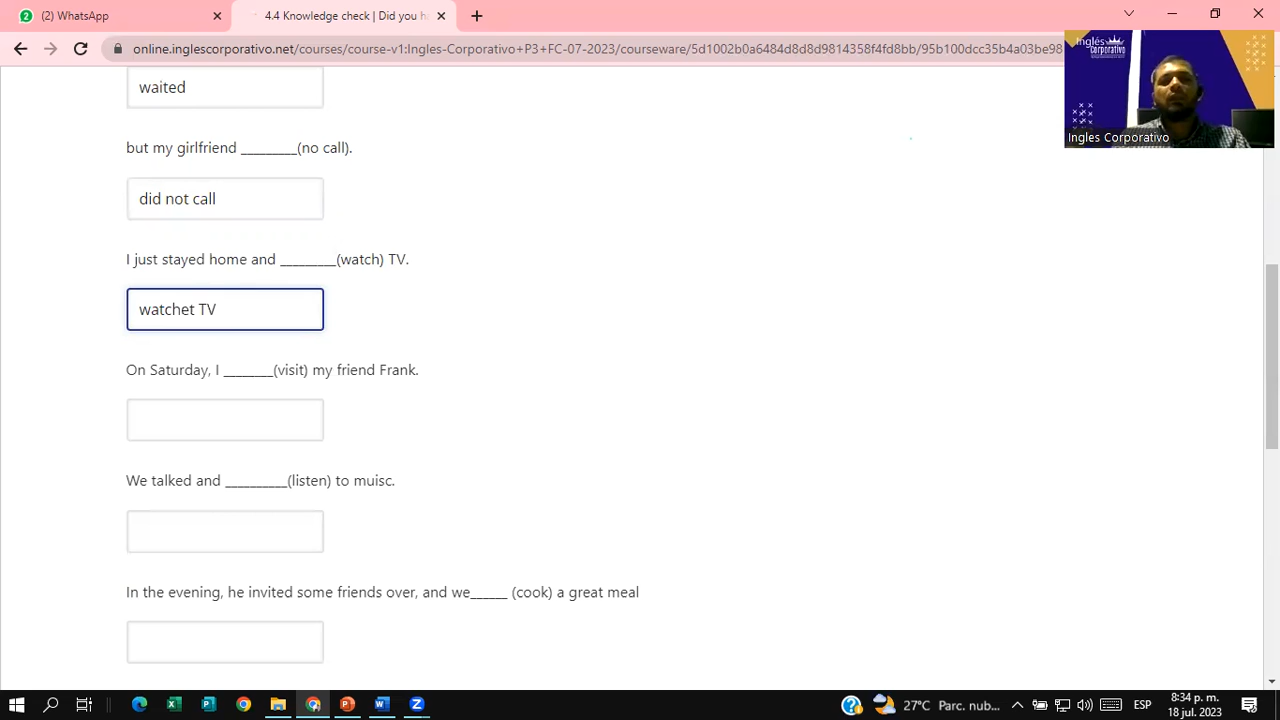 (2) WhatsApp
4.4 Knowledge check | Did you h
online.inglescorporativo.net/courses/course-v1:Ingles-Corporativo+P3+FC-07-2023/courseware/5d1002b0a6484d8d8d9814358f4fd8bb/95b100dcc35b4a03be98
waited
but my girlfriend _________(no call).
did not call
I just stayed home and _________(watch) TV.
watchet TV
On Saturday, I ________(visit) my friend Frank.
We talked and __________(listen) to muisc.
In the evening, he invited some friends over, and we______ (cook) a great meal
Inglés
Corporativo
Ingles Corporativo
27°C Parc. nub...
ESP
8:34 p. m.
18 jul. 2023